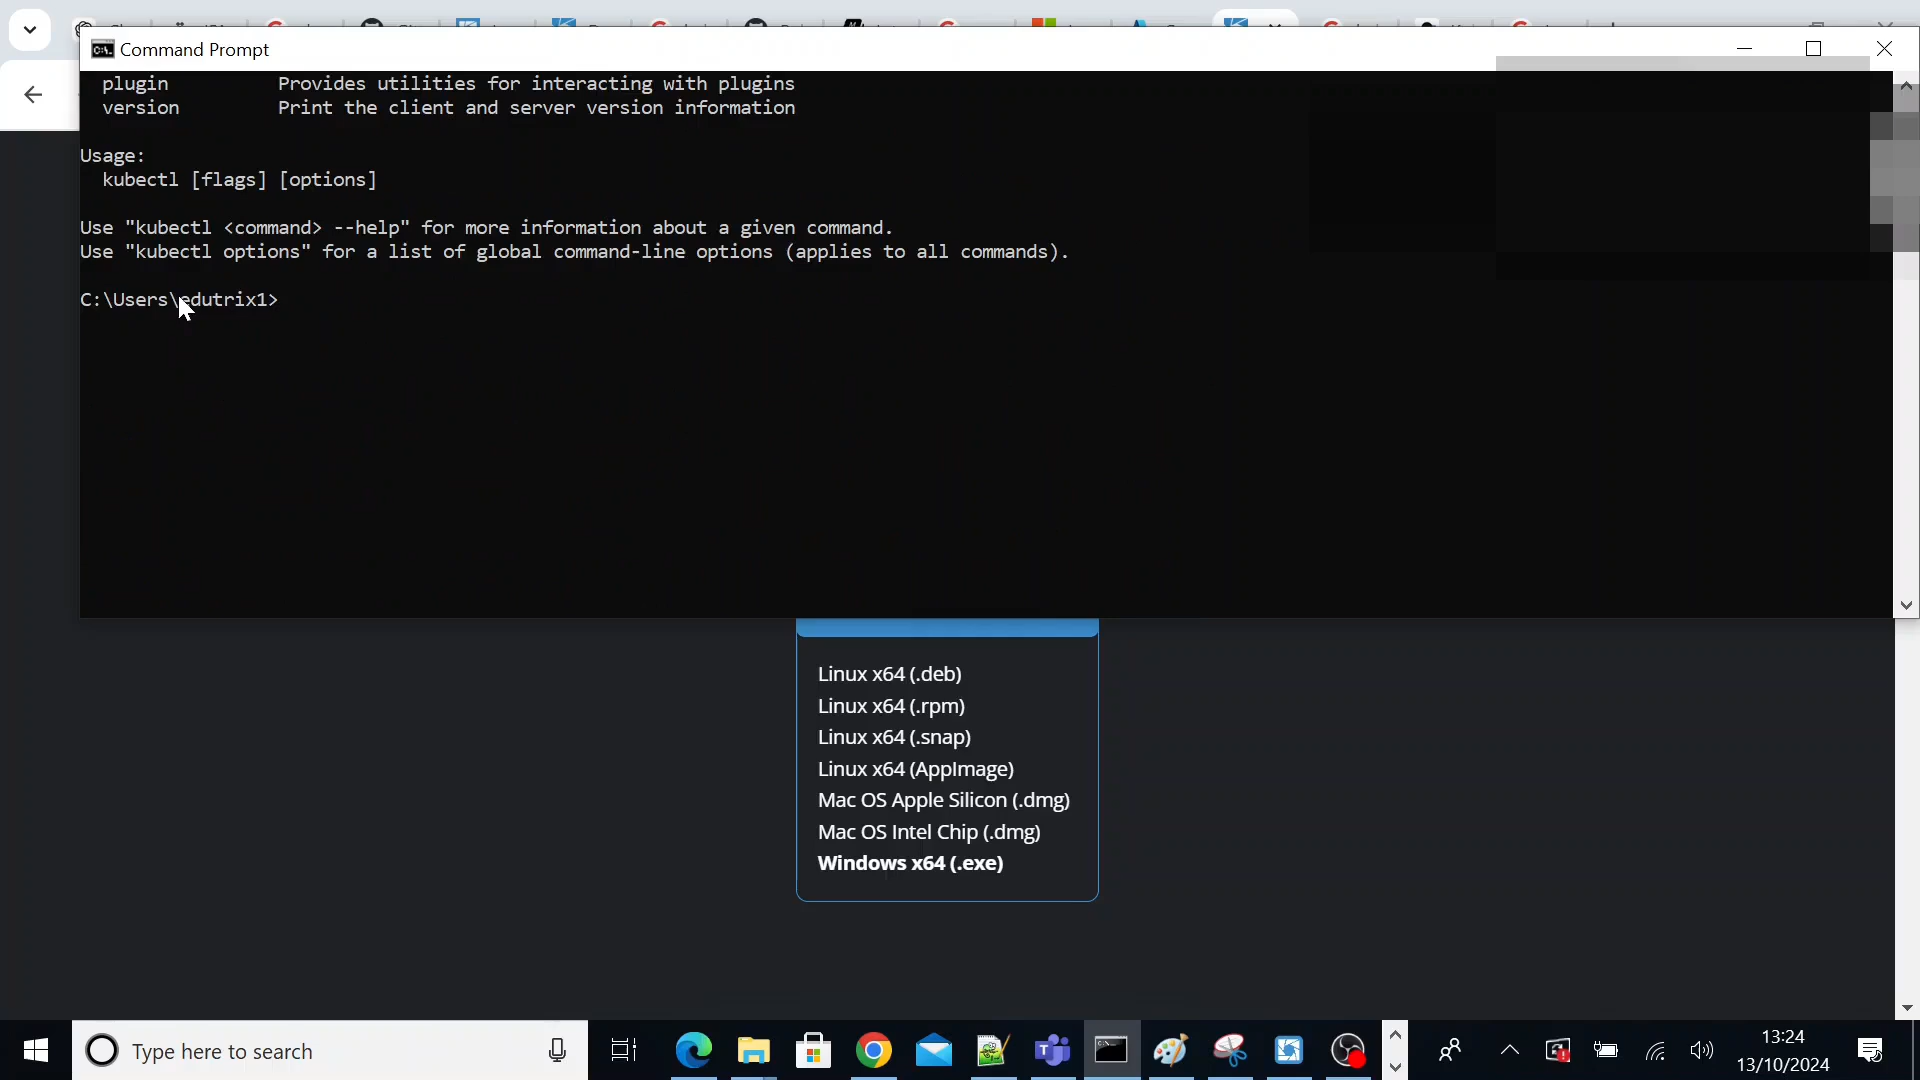 Command Prompt
plugin Provides utilities for interacting with plugins
version Print the client and server version information
Usage:
kubectl [flags] [options]
Use "kubectl <command> --help" for more information about a given command.
Use "kubectl options" for a list of global command-line options (applies to all commands).
C:\Users\edutrix1>
Linux x64 (.deb)
Linux x64 (.rpm)
Linux x64 (.snap)
Linux x64 (AppImage)
Mac OS Apple Silicon (.dmg)
Mac OS Intel Chip (.dmg)
Windows x64 (.exe)
Type here to search
13:24
13/10/2024